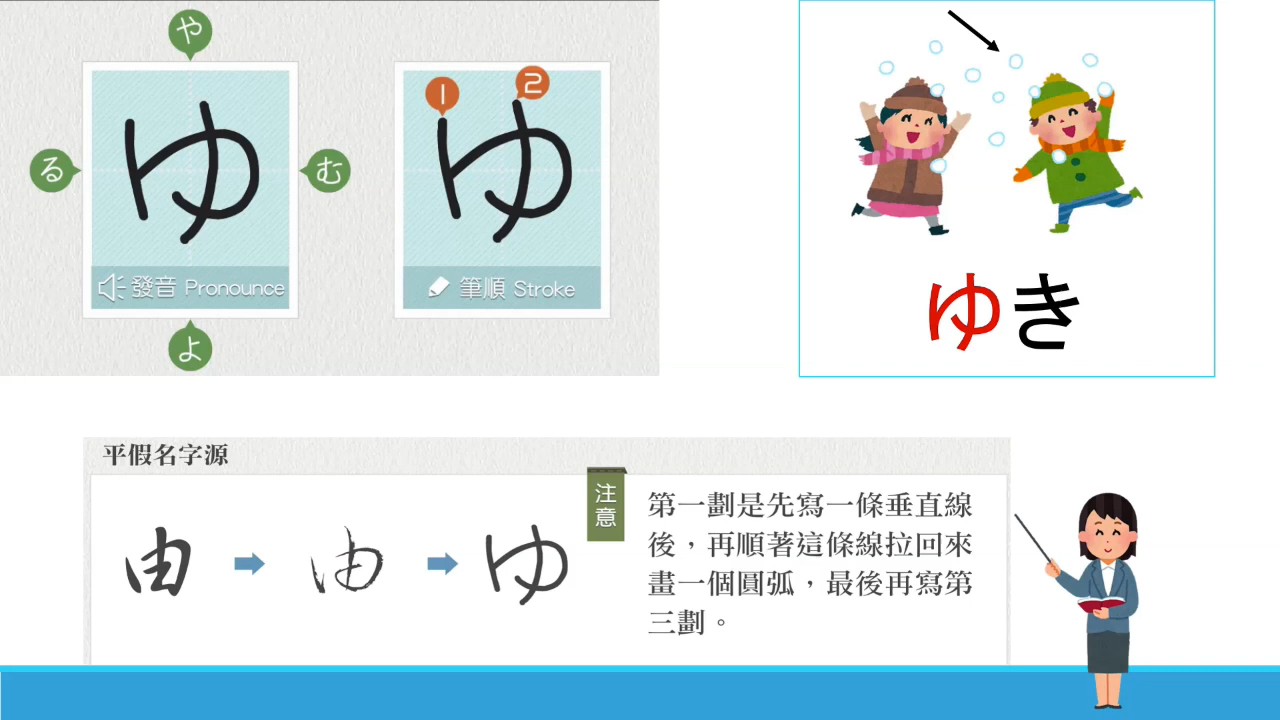 や
る
ゆ
む
發音 Pronounce
よ
1
2
ゆ
筆順 Stroke
ゆき
平假名字源
由
由
ゆ
注意
第一劃是先寫一條垂直線
後，再順著這條線拉回來
畫一個圓弧，最後再寫第
三劃。